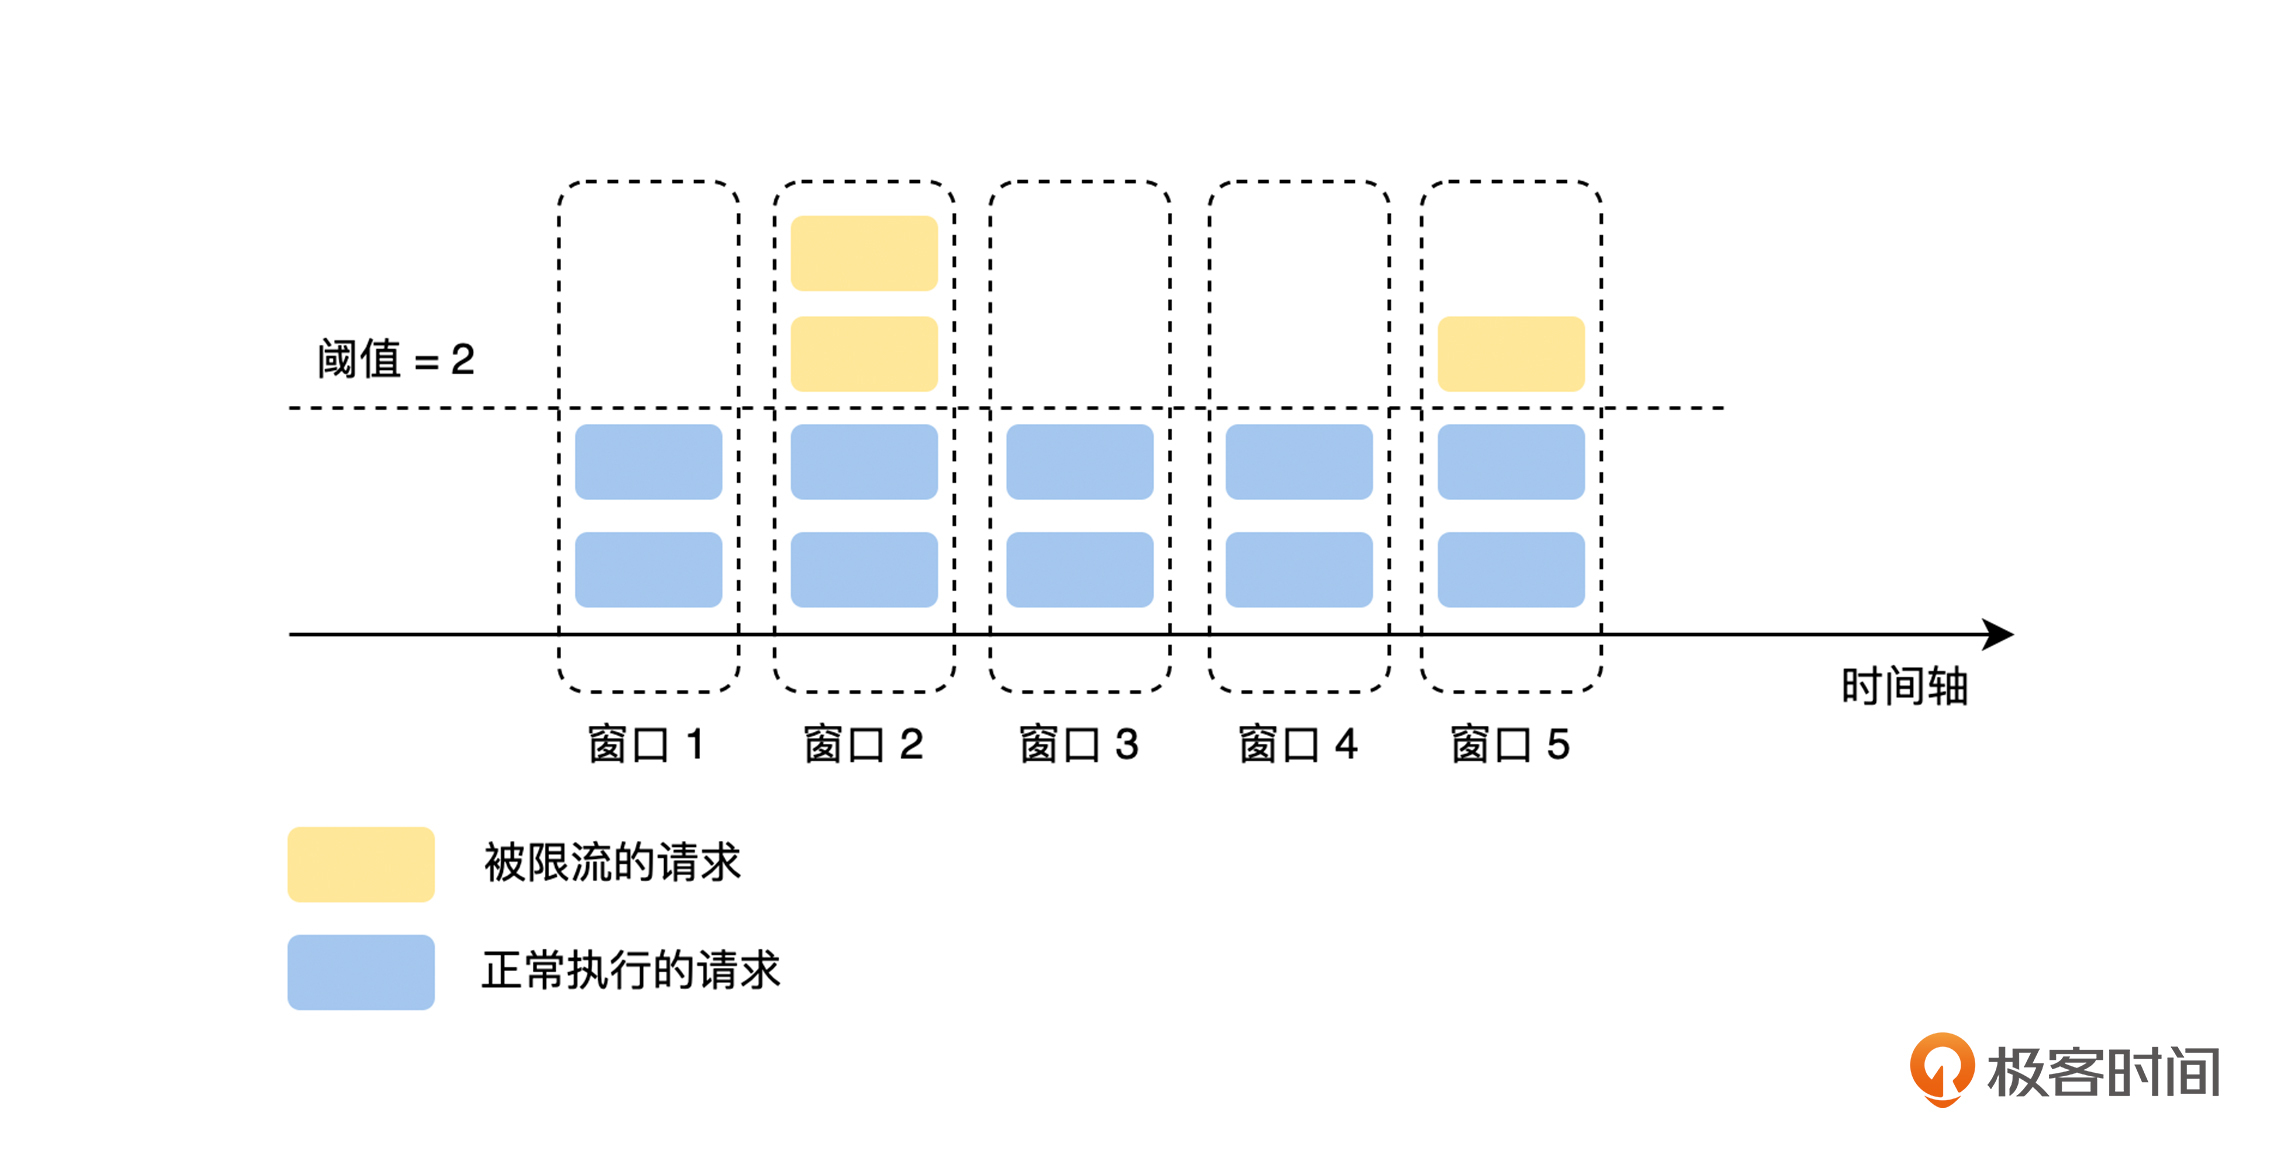 阈值 = 2
时间轴
窗口 1
窗口 2
窗口 3
窗口 4
窗口 5
被限流的请求
正常执行的请求
极客时间